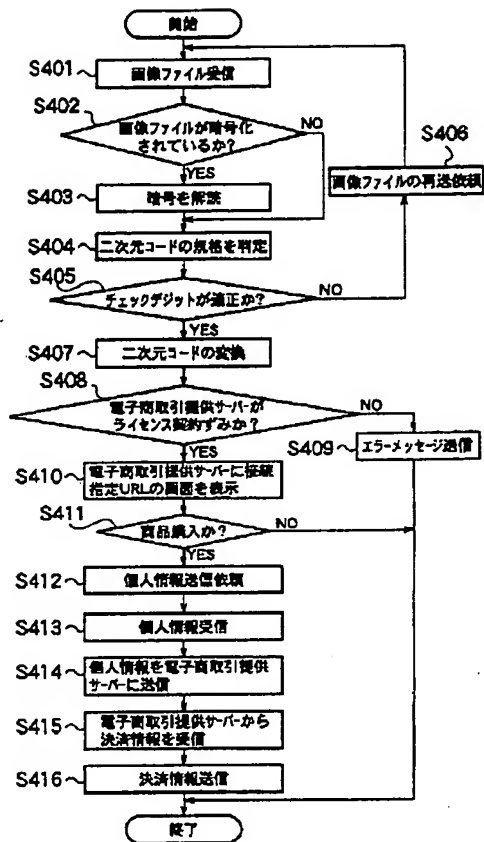 開始
S401
画像ファイル受信
S402
画像ファイルが暗号化
されているか?
NO
YES
S406
画像ファイルの再送依頼
S403
暗号を解読
S404
二次元コードの規格を判定
S405
チェックデジットが適正か?
NO
YES
S407
二次元コードの変換
S408
電子商取引提供サーバーが
ライセンス契約ずみか?
NO
YES
S409
エラーメッセージ送信
S410
電子商取引提供サーバーに接続
指定URLの画面を表示
S411
商品購入か?
NO
YES
S412
個人情報送信依頼
S413
個人情報受信
S414
個人情報を電子商取引提供
サーバーに送信
S415
電子商取引提供サーバーから
決済情報を受信
S416
決済情報送信
終了